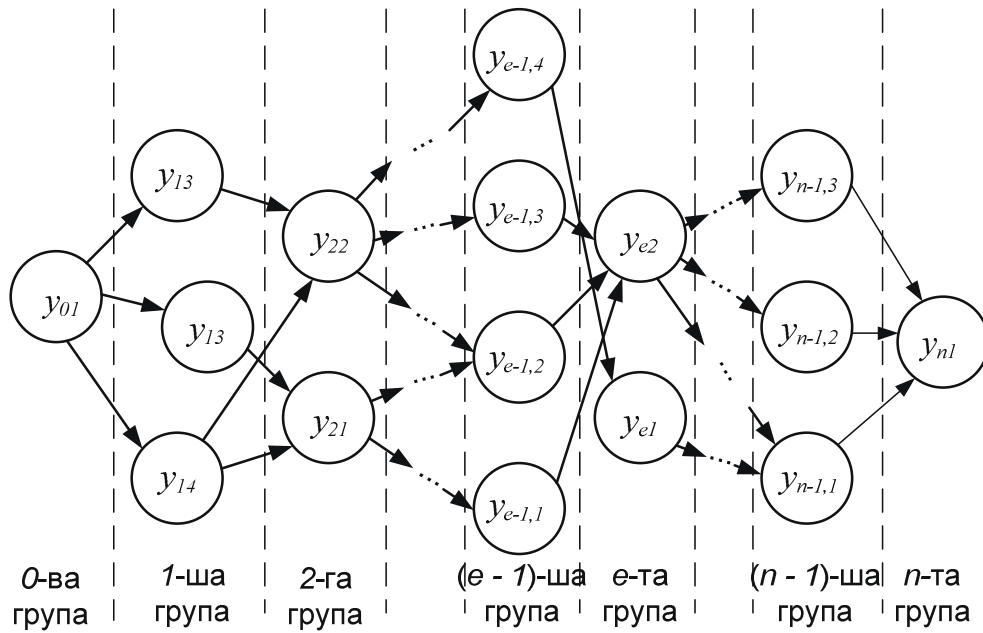 y01
y13
y13
y14
y22
y21
ye-1,4
ye-1,3
ye-1,2
ye-1,1
ye2
ye1
yn-1,3
yn-1,2
yn-1,1
yn1
0-ва група
1-ша група
2-га група
(e - 1)-ша група
e-та група
(n - 1)-ша група
n-та група